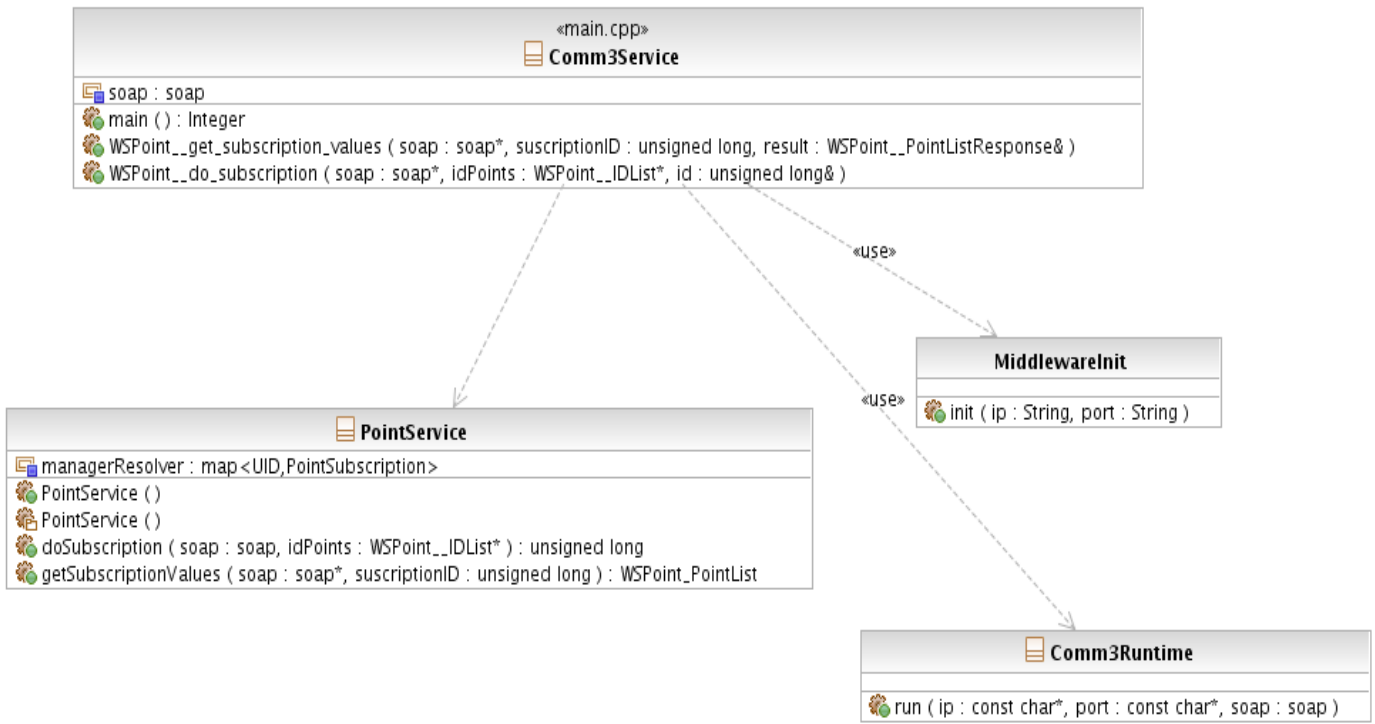 «main.cpp»
Comm3Service
soap : soap
main ( ) : Integer
WSPoint__get_subscription_values ( soap : soap*, suscriptionID : unsigned long, result : WSPoint__PointListResponse& )
WSPoint__do_subscription ( soap : soap*, idPoints : WSPoint__IDList*, id : unsigned long& )
«use»
MiddlewareInit
init ( ip : String, port : String )
«use»
PointService
managerResolver : map<UID,PointSubscription>
PointService ( )
PointService ( )
doSubscription ( soap : soap, idPoints : WSPoint__IDList* ) : unsigned long
getSubscriptionValues ( soap : soap*, suscriptionID : unsigned long ) : WSPoint_PointList
Comm3Runtime
run ( ip : const char*, port : const char*, soap : soap )